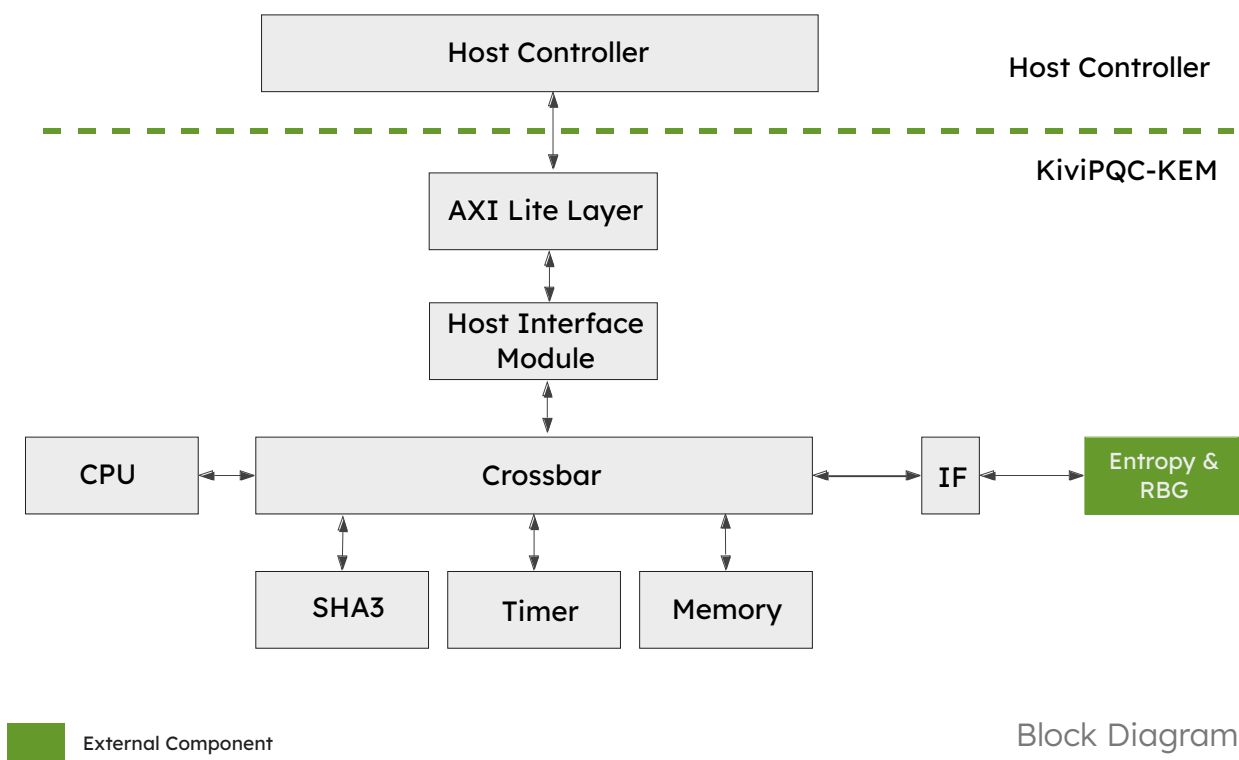 Host Controller
Host Controller
KiviPQC-KEM
AXI Lite Layer
Host Interface
Module
CPU
Crossbar
IF
Entropy &
RBG
SHA3
Timer
Memory
External Component
Block Diagram